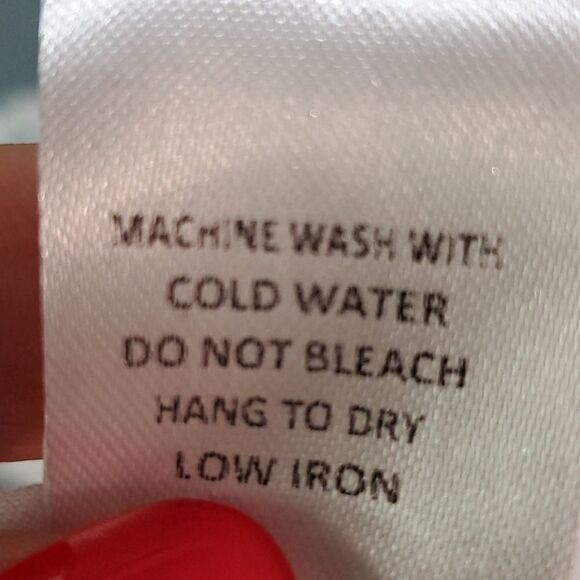 MACHINE WASH WITH
COLD WATER
DO NOT BLEACH
HANG TO DRY
LOW IRON